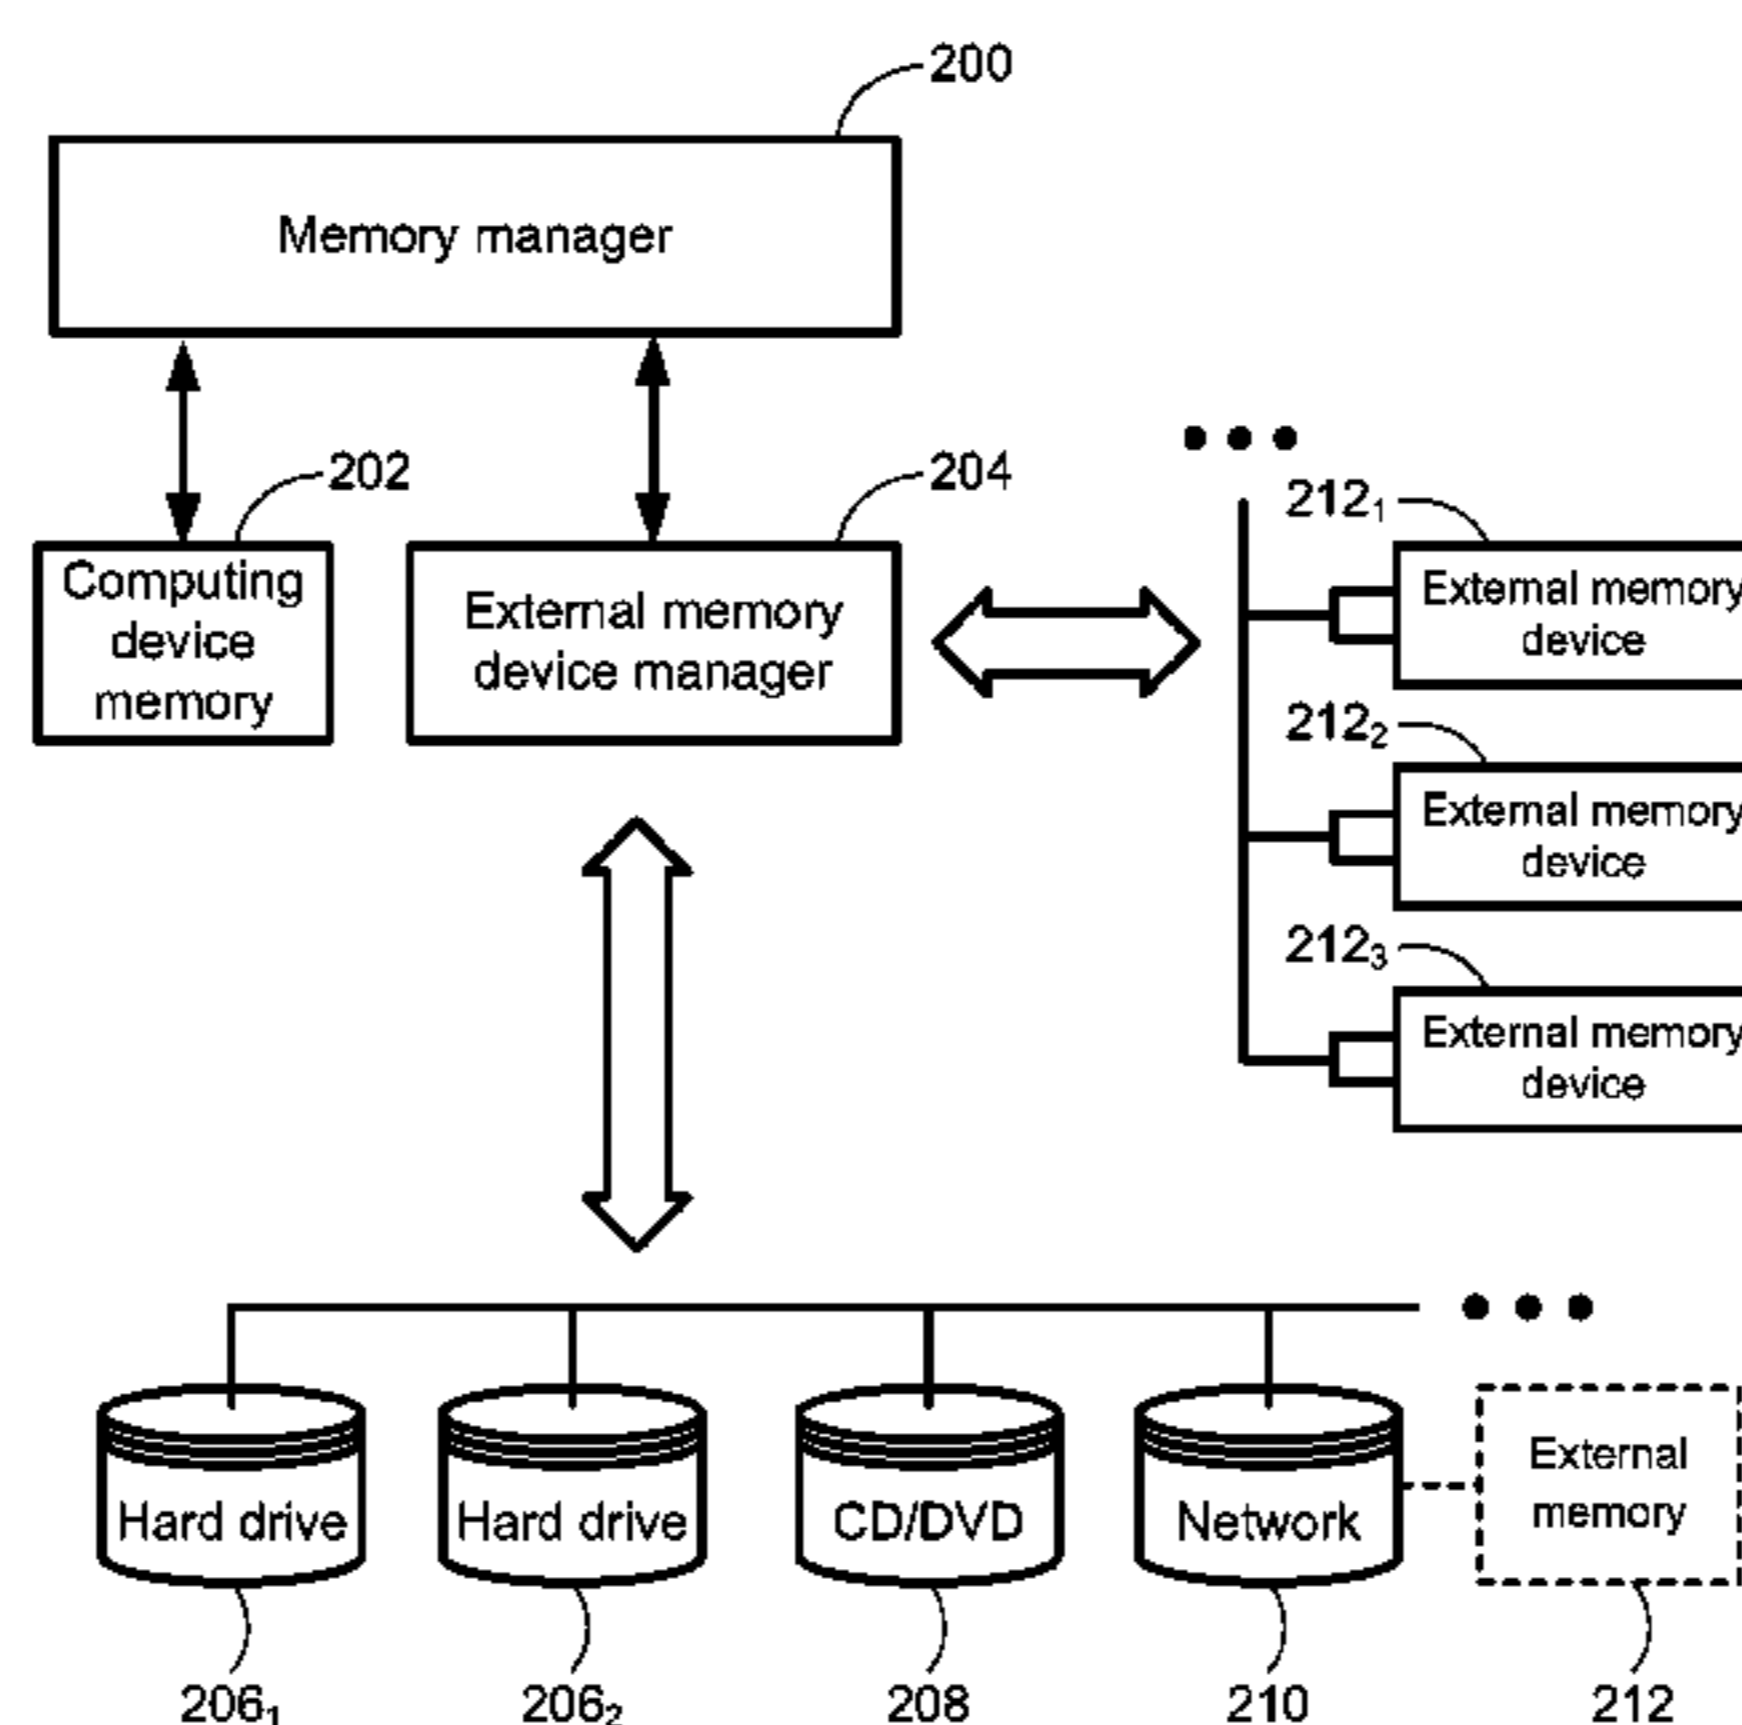 200
Memory manager
202
204
Computing
device
memory
External memory
device manager
212₁
External memory
device
212₂
External memory
device
212₃
External memory
device
Hard drive
Hard drive
CD/DVD
Network
External
memory
206₁
206₂
208
210
212